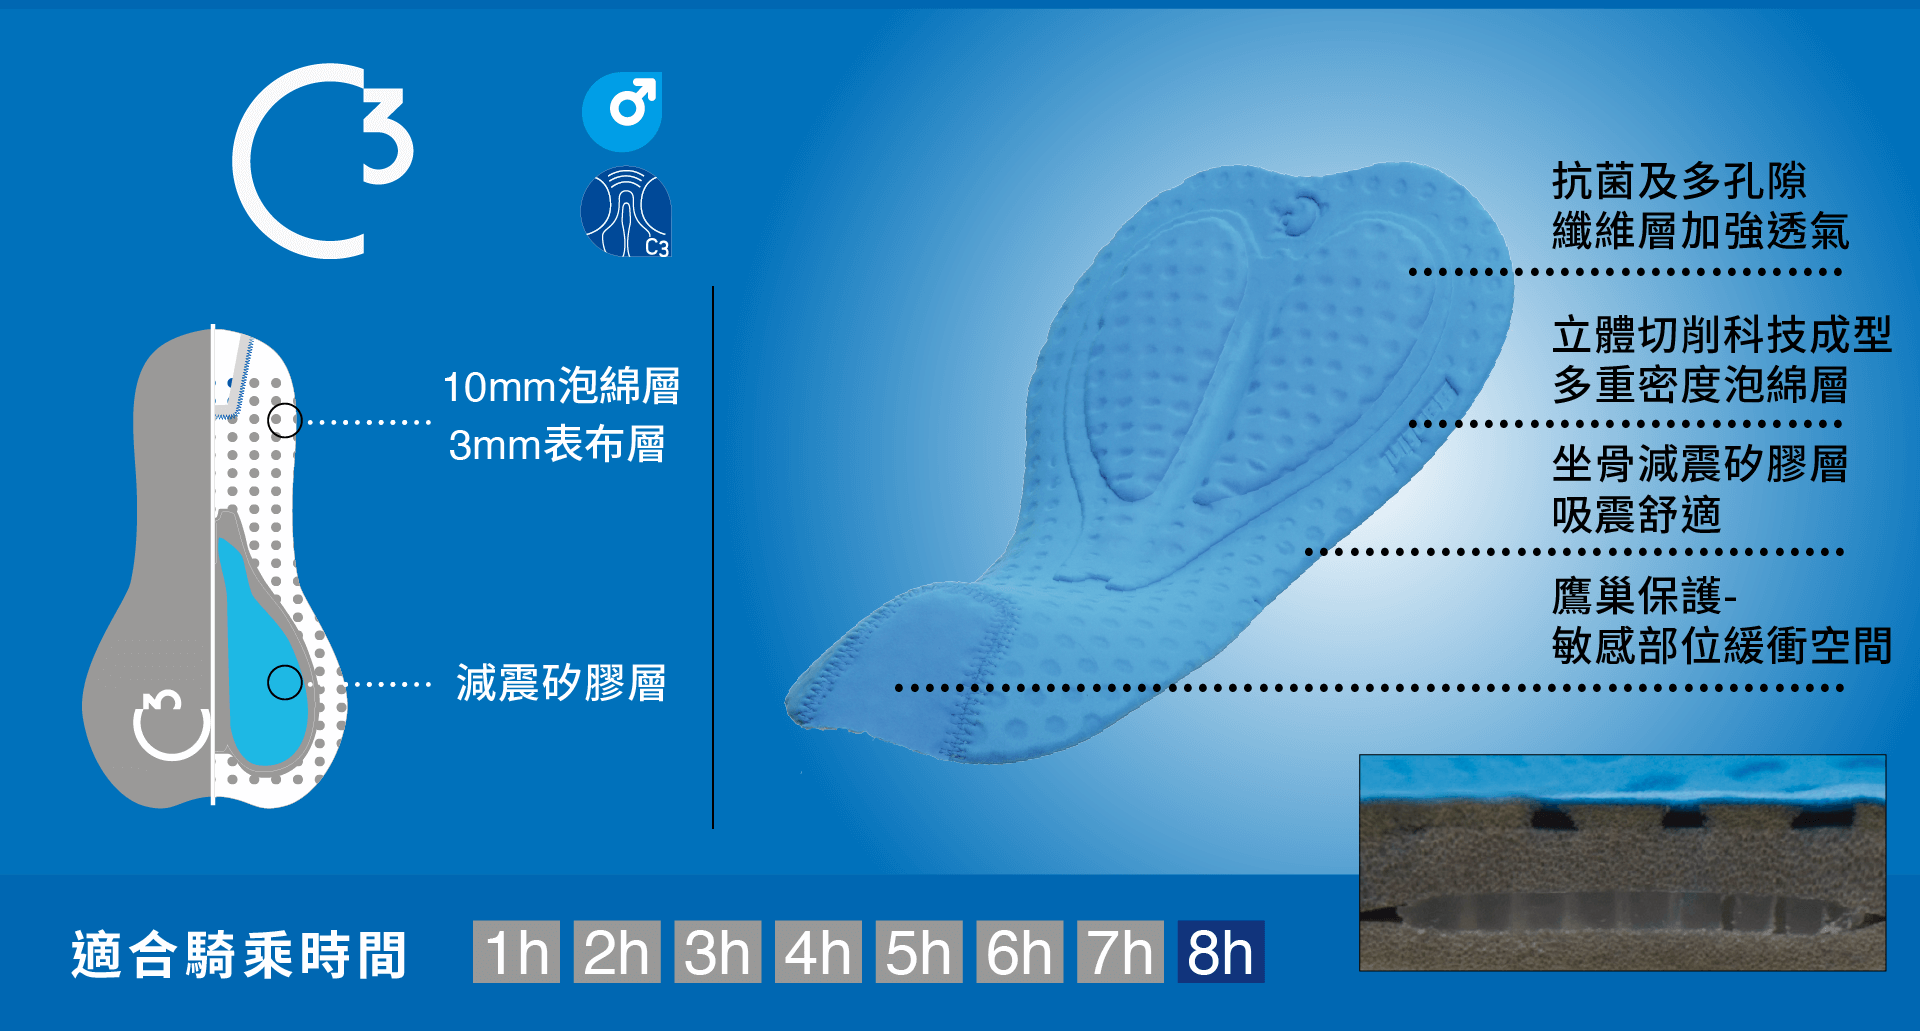 C3
C3
10mm泡綿層
3mm表布層
減震矽膠層
C3
抗菌及多孔隙
纖維層加強透氣
立體切削科技成型
多重密度泡綿層
坐骨減震矽膠層
吸震舒適
鷹巢保護-
敏感部位緩衝空間
適合騎乘時間 1h 2h 3h 4h 5h 6h 7h 8h